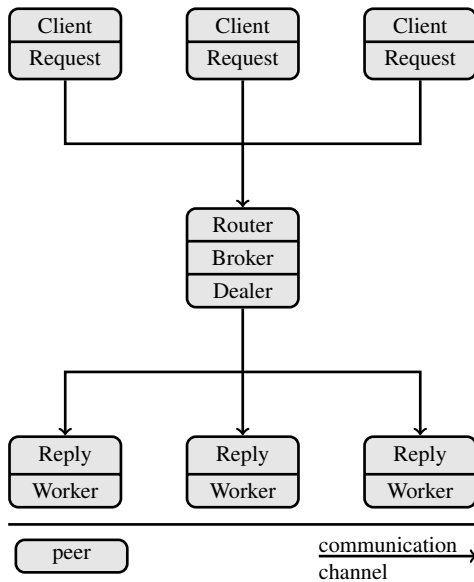 Client Client Client
Request Request Request
Router
Broker
Dealer
Reply Reply Reply
Worker Worker Worker
peer communication
channel